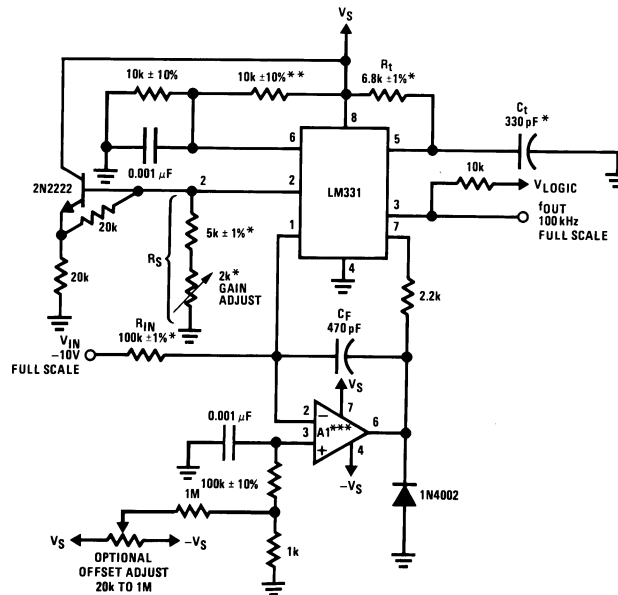 VS
10k ± 10%
10k ±10%**
Rt
6.8k ±1%*
Ct
330 pF*
8
6
5
0.001 µF
LM331
10k
VLOGIC
2N2222
2
2
3
fOUT
100 kHz
FULL SCALE
20k
5k ±1%*
1
7
4
RS
2k*
GAIN
ADJUST
20k
2.2k
CF
470 pF
VIN
–10V
FULL SCALE
RIN
100k ±1%*
VS
0.001 µF
2
7
6
3
A1***
4
–VS
100k ± 10%
1N4002
1M
VS
–VS
1k
OPTIONAL
OFFSET ADJUST
20k TO 1M